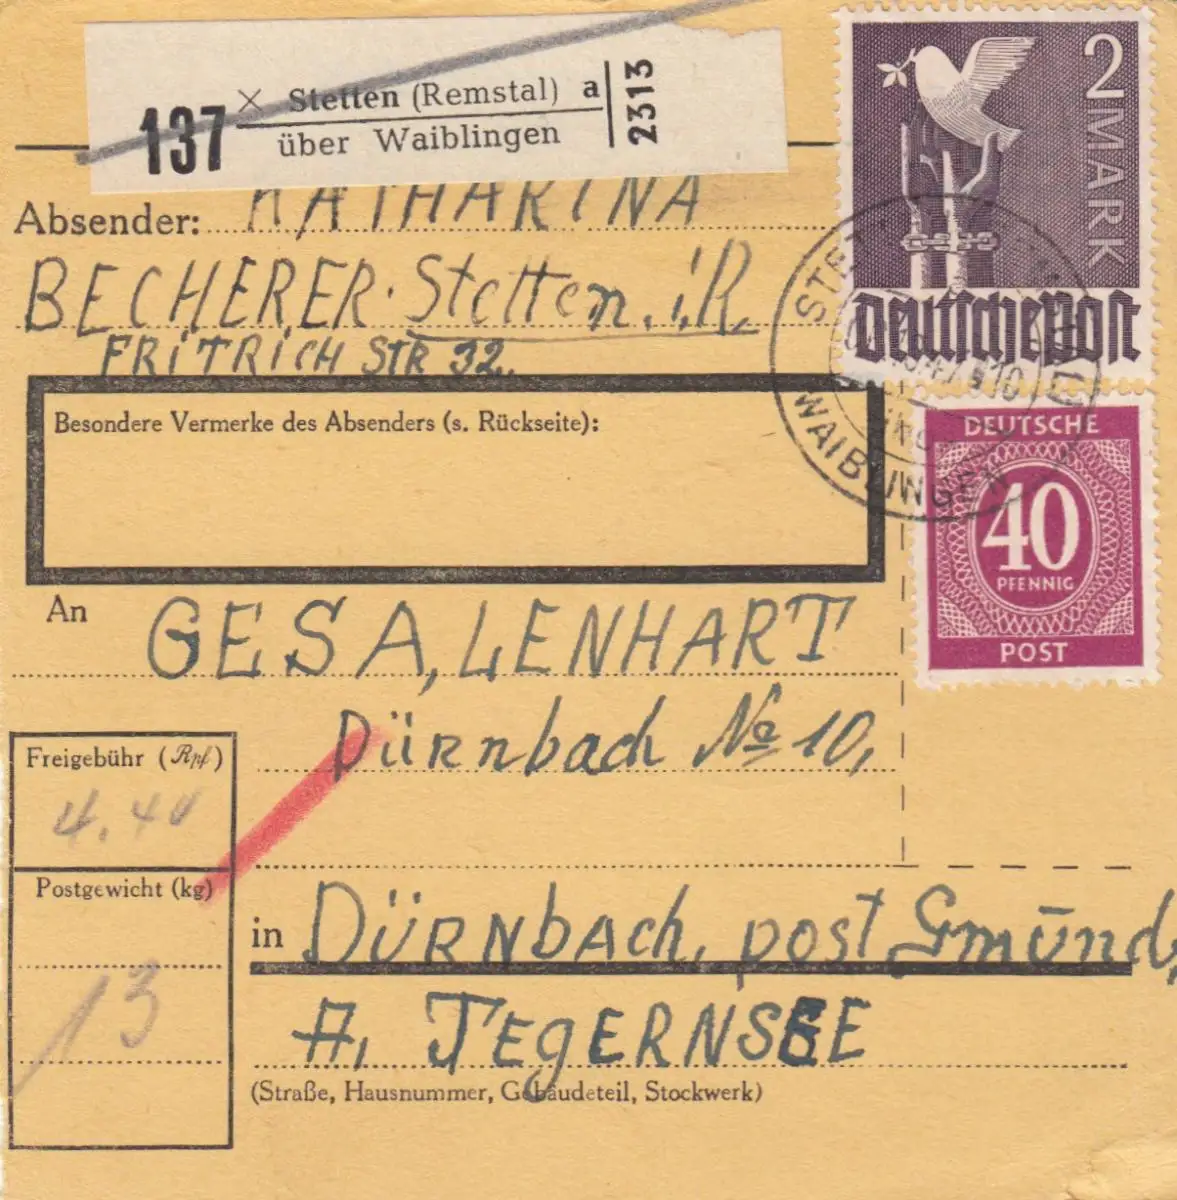 137 × Stetten (Remstal) a
über Waiblingen
2313
2 MARK
Deutsche Post
Absender: KATHARINA
BECHERER. Stetten. i.R.
FRITRICH STR 32.
WAIBLINGEN
Besondere Vermerke des Absenders (s. Rückseite):
DEUTSCHE
40
PFENNIG
POST
An GESA, LENHART
Dürnbach № 10,
Freigebühr (Rpf)
4.40
Postgewicht (kg)
13
in DÜRNbAch, post Gmünd,
A, TEgERNSEE
(Straße, Hausnummer, Gebäudeteil, Stockwerk)